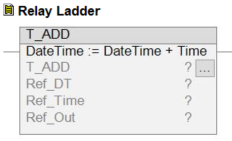 Relay Ladder
T_ADD
DateTime := DateTime + Time
T_ADD ? ...
Ref_DT ?
Ref_Time ?
Ref_Out ?